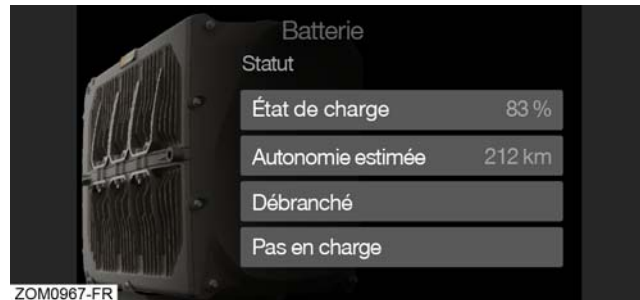 Batterie
Statut
État de charge 83 %
Autonomie estimée 212 km
Débranché
Pas en charge
ZOM0967-FR